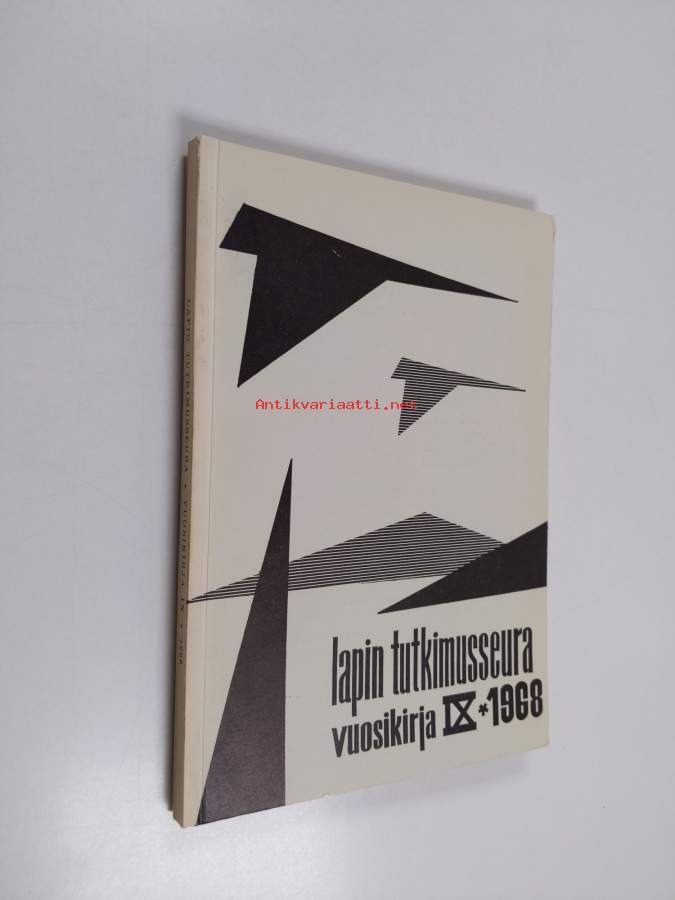 LAPIN TUTKIMUSSEURA * VUOSIKIRJA IX * 1968
Antikvariaatti.net
lapin tutkimusseura
vuosikirja IX * 1968